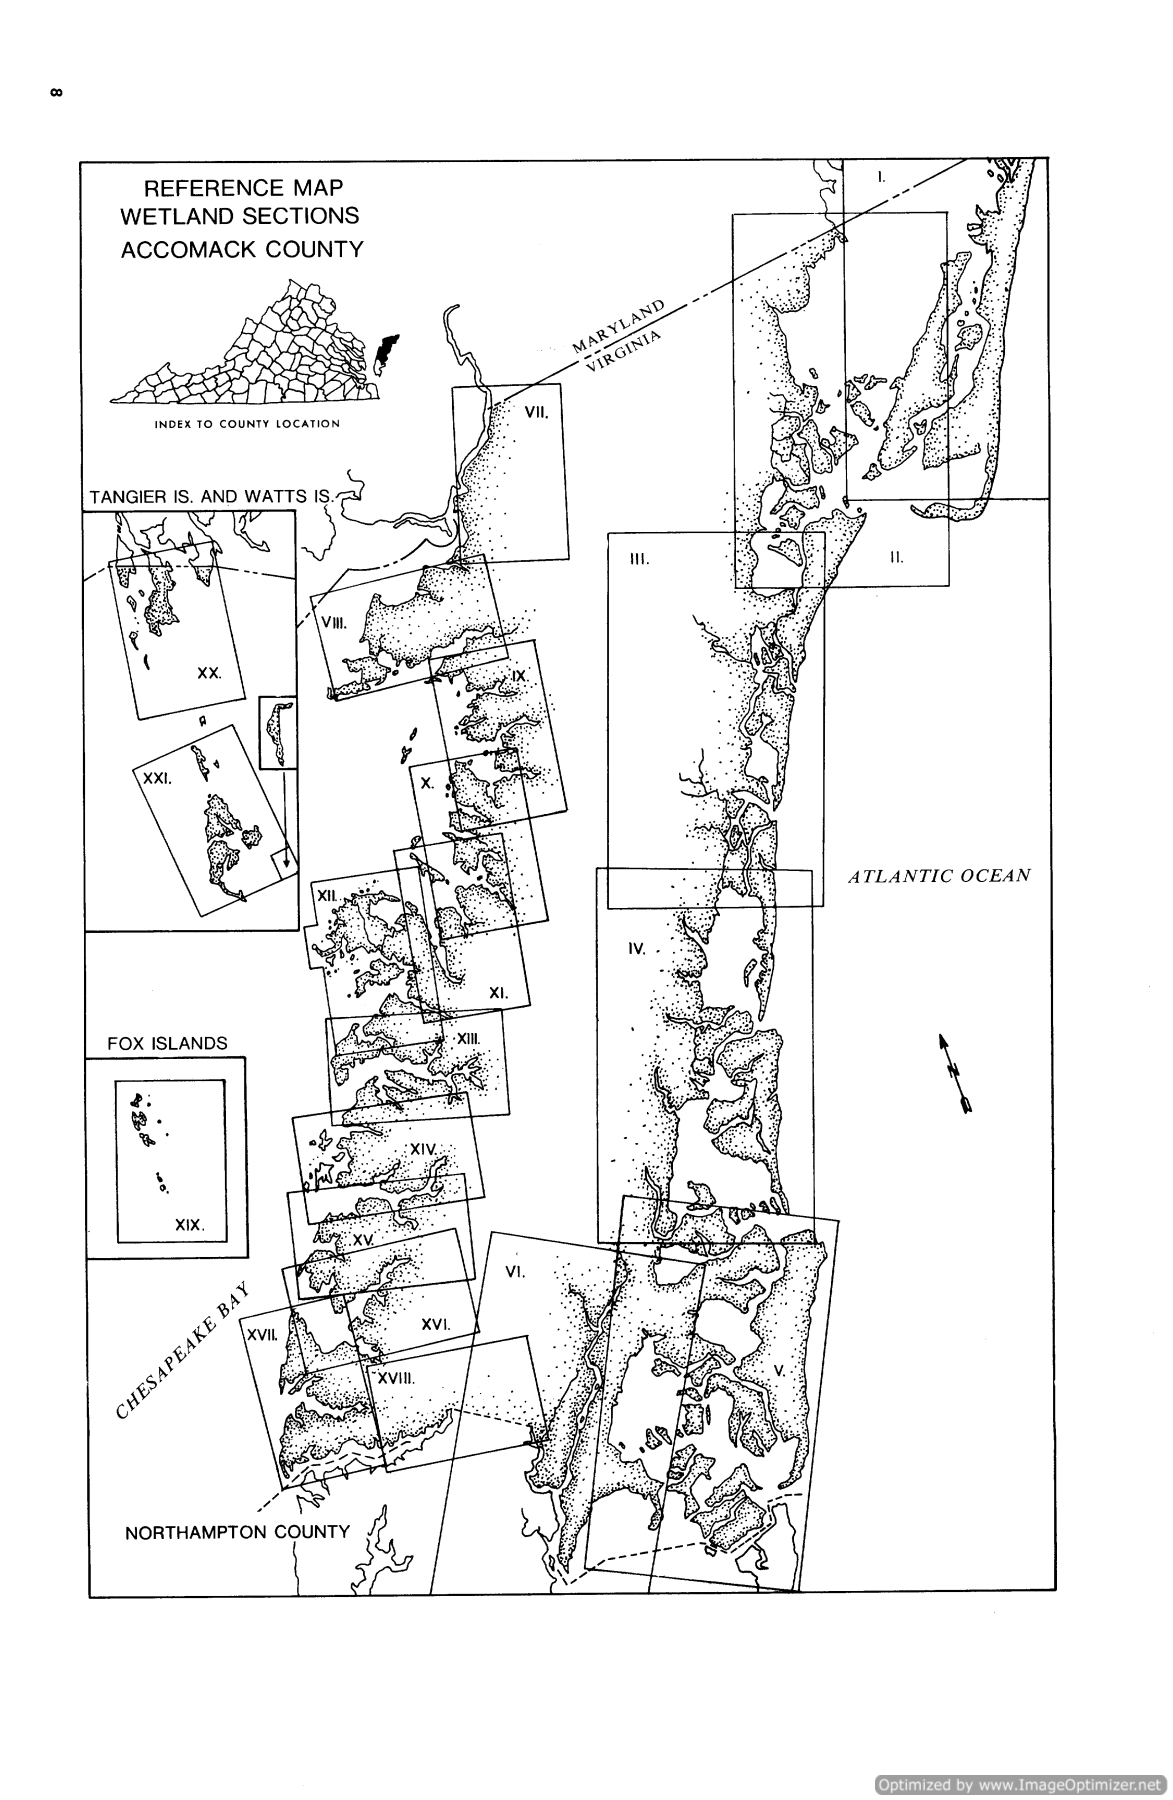 8
REFERENCE MAP
WETLAND SECTIONS
ACCOMACK COUNTY
INDEX TO COUNTY LOCATION
MARYLAND
VIRGINIA
I.
II.
III.
VII.
TANGIER IS. AND WATTS IS.
VIII.
IX.
XX.
XXI.
X.
XII.
ATLANTIC OCEAN
IV.
XI.
XIII.
N
FOX ISLANDS
XIX.
XIV.
XV.
VI.
CHESAPEAKE BAY
XVII.
XVI.
XVIII.
V.
NORTHAMPTON COUNTY
Optimized by www.ImageOptimizer.net